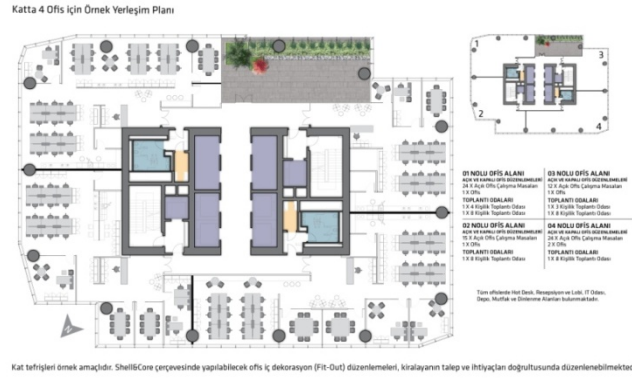 Katta 4 Ofis için Örnek Yerleşim Planı
1
3
2
4
01 NOLU OFİS ALANI
AÇIK VE KAPALI OFİS DÜZENLEMELERİ
24 X Açık Ofis Çalışma Masaları
1 X Ofis
TOPLANTI ODALARI
1 X 4 Kişilik Toplantı Odası
1 X 8 Kişilik Toplantı Odası
03 NOLU OFİS ALANI
AÇIK VE KAPALI OFİS DÜZENLEMELERİ
12 X Açık Ofis Çalışma Masaları
1 X Ofis
TOPLANTI ODALARI
1 X 3 Kişilik Toplantı Odası
1 X 8 Kişilik Toplantı Odası
02 NOLU OFİS ALANI
AÇIK VE KAPALI OFİS DÜZENLEMELERİ
15 X Açık Ofis Çalışma Masaları
1 X Ofis
TOPLANTI ODALARI
1 X 8 Kişilik Toplantı Odası
04 NOLU OFİS ALANI
AÇIK VE KAPALI OFİS DÜZENLEMELERİ
24 X Açık Ofis Çalışma Masaları
2 X Ofis
TOPLANTI ODALARI
1 X 8 Kişilik Toplantı Odası
Tüm ofislerde Hot Desk, Resepsiyon ve Lobi, IT Odası,
Depo, Mutfak ve Dinlenme Alanları bulunmaktadır.
N
Kat tefrişleri örnek amaçlıdır. Shell&Core çerçevesinde yapılabilecek ofis iç dekorasyon (Fit-Out) düzenlemeleri, kiralayanın talep ve ihtiyaçları doğrultusunda düzenlenebilmekted